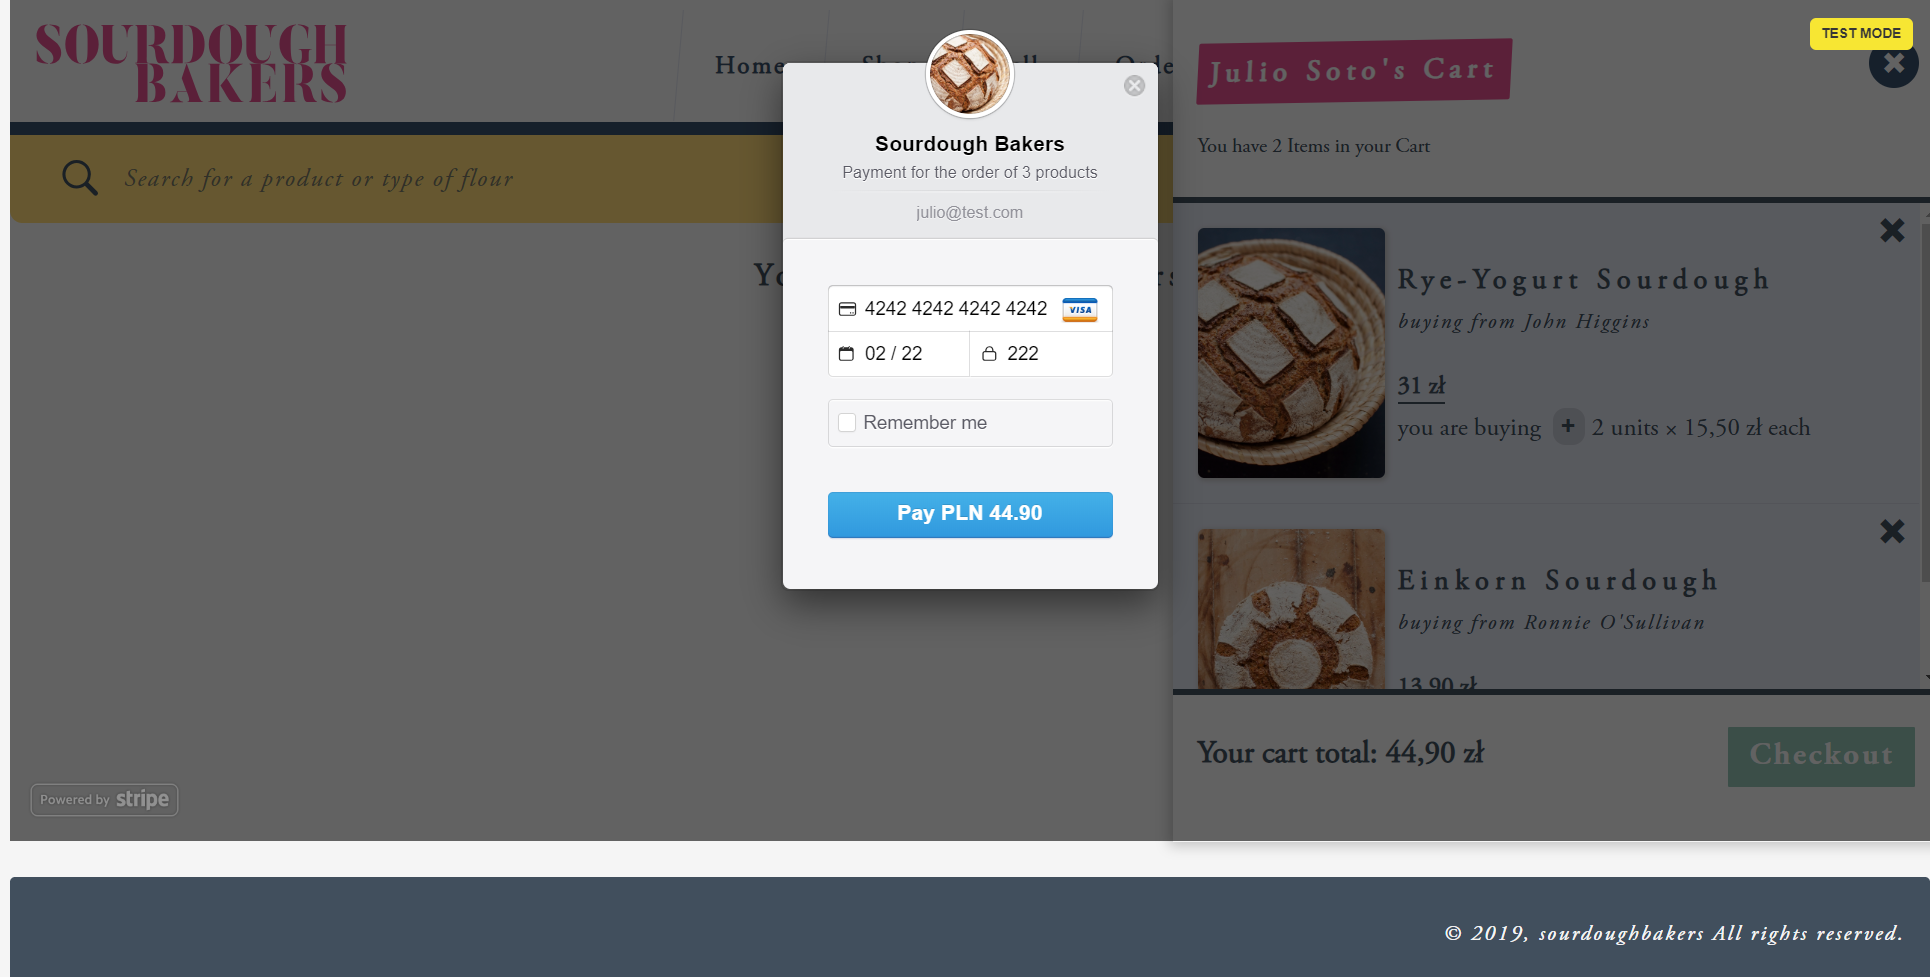 SOURDOUGH
BAKERS
Home
Search for a product or type of flour
Sourdough Bakers
Payment for the order of 3 products
julio@test.com
4242 4242 4242 4242
VISA
02 / 22
222
Remember me
Pay PLN 44.90
TEST MODE
Julio Soto's Cart
You have 2 Items in your Cart
Rye-Yogurt Sourdough
buying from John Higgins
31 zł
you are buying + 2 units × 15,50 zł each
Einkorn Sourdough
buying from Ronnie O'Sullivan
13,90 zł
Your cart total: 44,90 zł
Checkout
Powered by stripe
© 2019, sourdoughbakers All rights reserved.